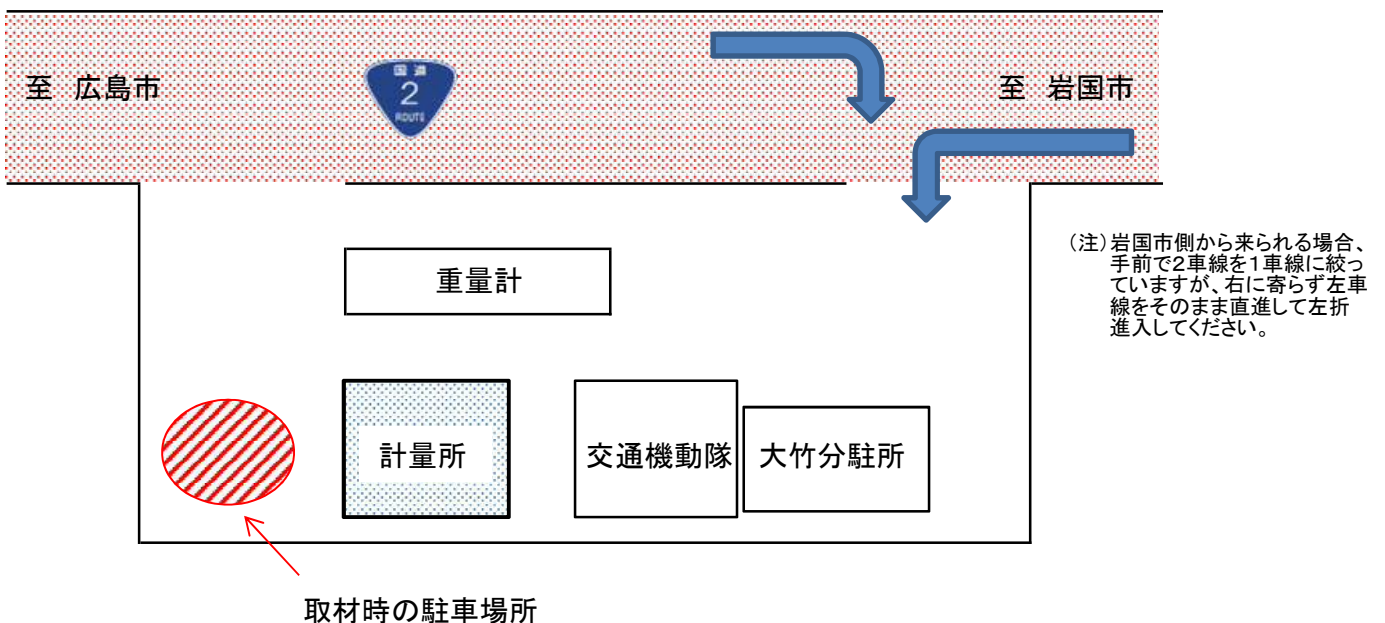 至 広島市
国道
2
ROUTE
至 岩国市
(注)岩国市側から来られる場合、
手前で2車線を1車線に絞っ
ていますが、右に寄らず左車
線をそのまま直進して左折
進入してください。
重量計
計量所
交通機動隊
大竹分駐所
取材時の駐車場所